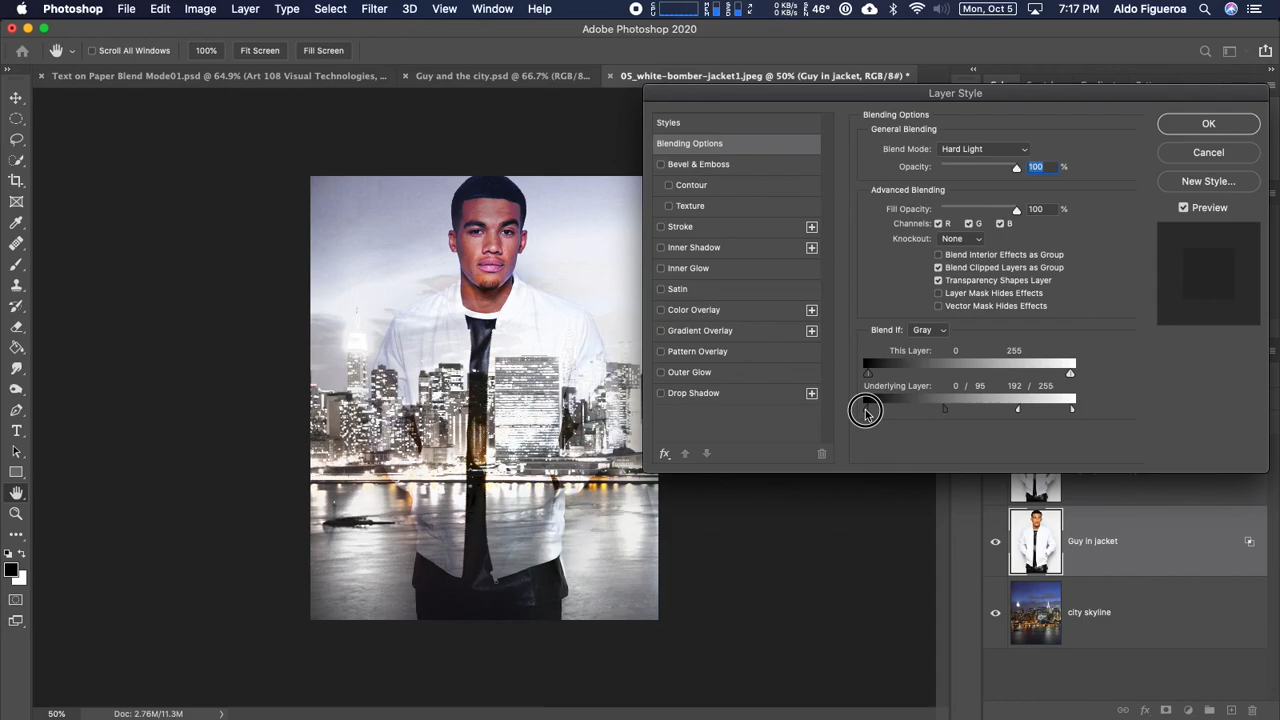 Photoshop File Edit Image Layer Type Select Filter 3D View Window Help 0 KB/s 0 KB/s 46° Mon, Oct 5 7:17 PM Aldo Figueroa
Adobe Photoshop 2020
Scroll All Windows 100% Fit Screen Fill Screen
Text on Paper Blend Mode01.psd @ 64.9% (Art 108 Visual Technologies, ... Guy and the city.psd @ 66.7% (RGB/8... 05_white-bomber-jacket1.jpeg @ 50% (Guy in jacket, RGB/8#) *
Layer Style
Styles
Blending Options
Bevel & Emboss
Contour
Texture
Stroke
Inner Shadow
Inner Glow
Satin
Color Overlay
Gradient Overlay
Pattern Overlay
Outer Glow
Drop Shadow
fx
Blending Options
General Blending
Blend Mode: Hard Light
Opacity: 100 %
Advanced Blending
Fill Opacity: 100 %
Channels: R G B
Knockout: None
Blend Interior Effects as Group
Blend Clipped Layers as Group
Transparency Shapes Layer
Layer Mask Hides Effects
Vector Mask Hides Effects
Blend If: Gray
This Layer: 0 255
Underlying Layer: 0 / 95 192 / 255
OK
Cancel
New Style...
Preview
Guy in jacket
city skyline
fx
50% Doc: 2.76M/11.3M